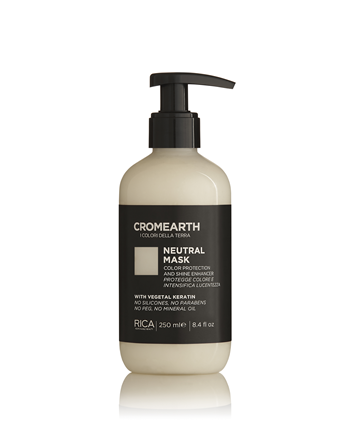 CROMEARTH
I COLORI DELLA TERRA
NEUTRAL
MASK
COLOR PROTECTION
AND SHINE ENHANCER
PROTEGGE COLORE E
INTENSIFICA LUCENTEZZA
WITH VEGETAL KERATIN
NO SILICONES, NO PARABENS
NO PEG, NO MINERAL OIL
RICA
250 ml℮ 8.4 fl oz